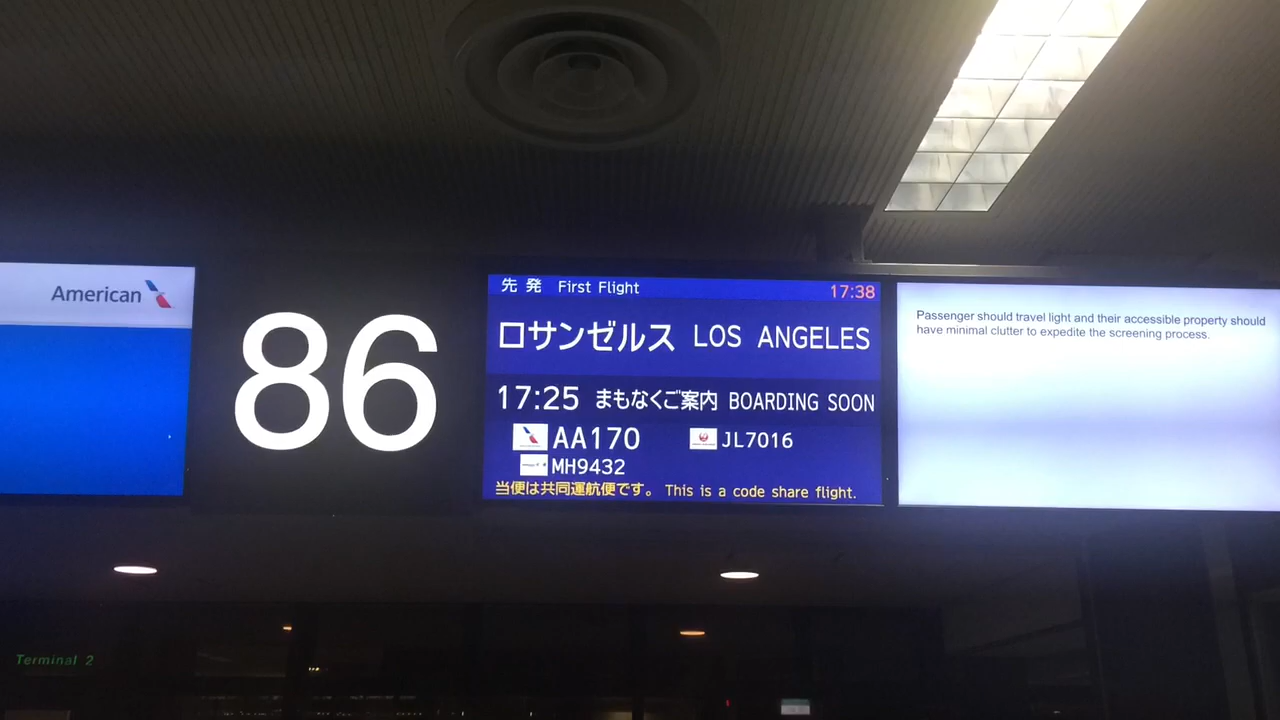 American
86
先発 First Flight 17:38
ロサンゼルス LOS ANGELES
17:25 まもなくご案内 BOARDING SOON
AA170 JL7016
MH9432
当便は共同運航便です。 This is a code share flight.
Passenger should travel light and their accessible property should
have minimal clutter to expedite the screening process.
Terminal 2